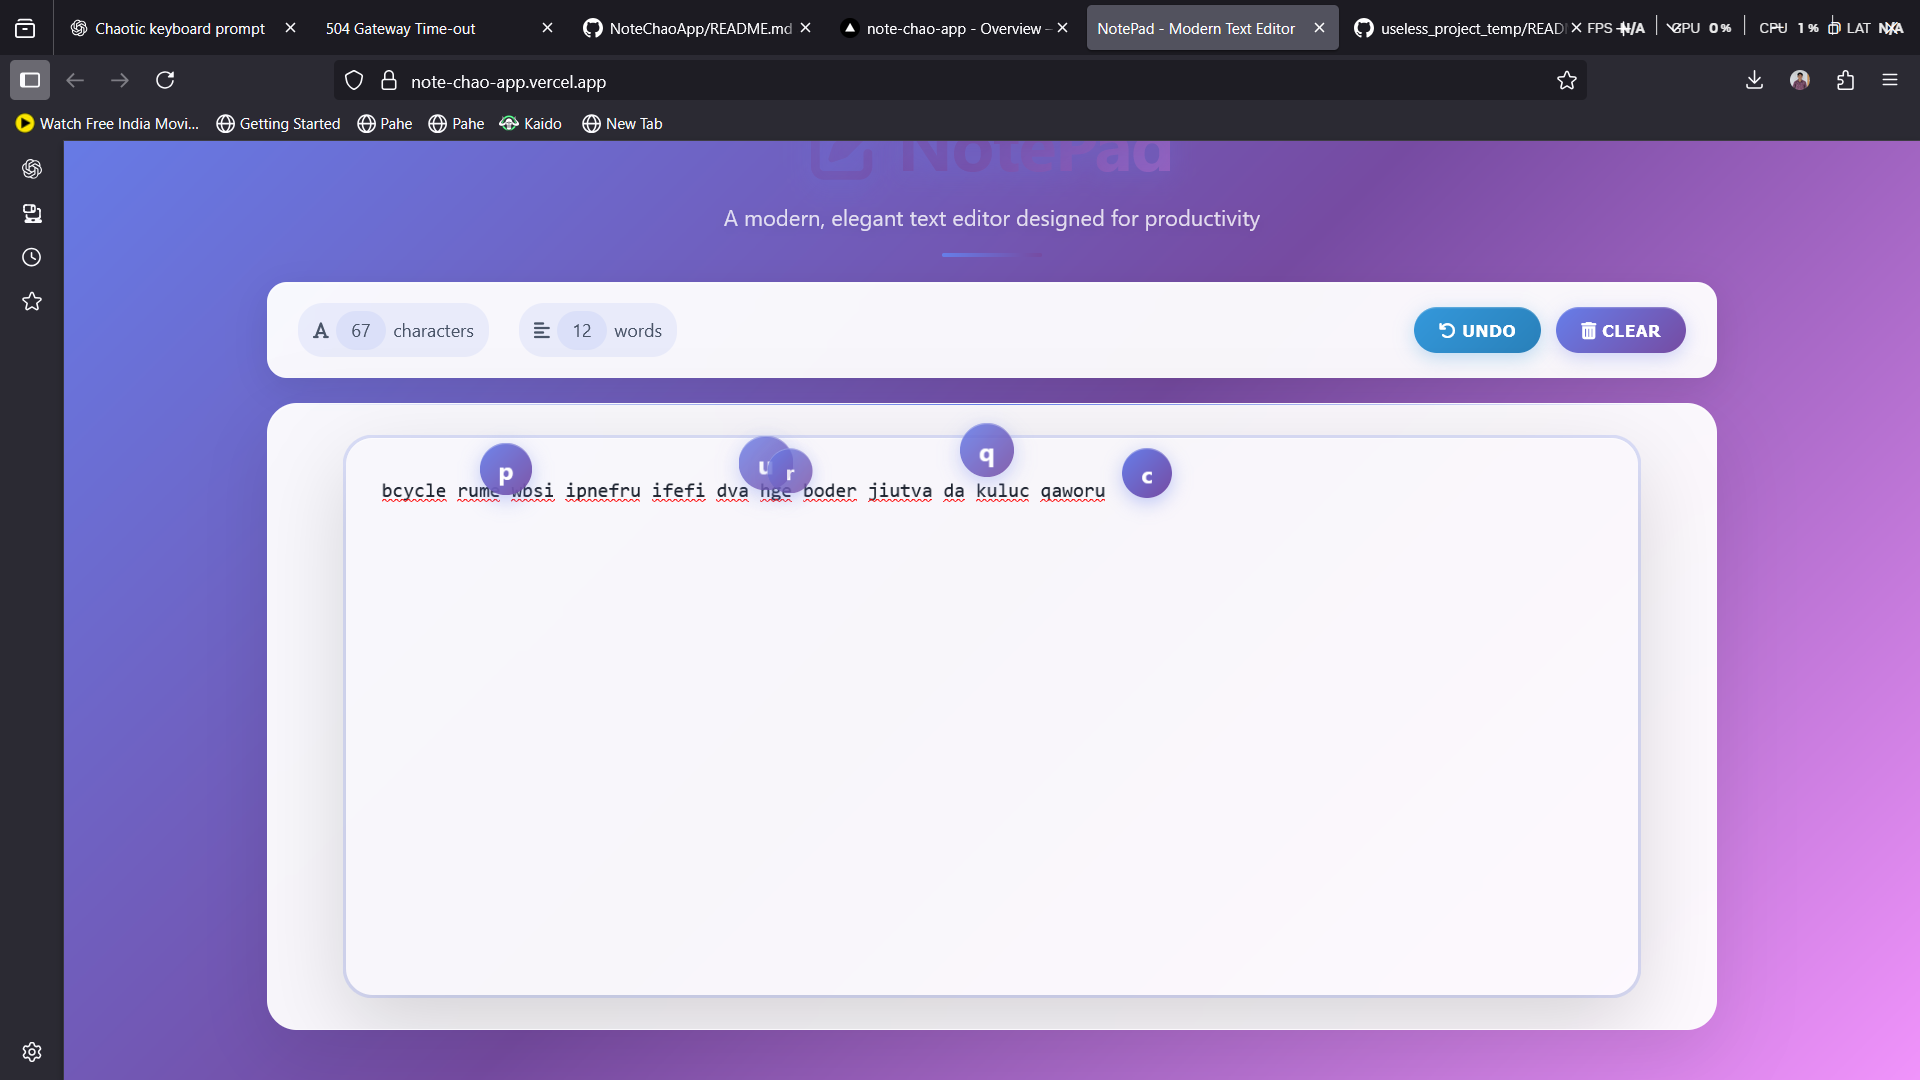 Chaotic keyboard prompt
504 Gateway Time-out
NoteChaoApp/README.md
note-chao-app - Overview -
NotePad - Modern Text Editor
useless_project_temp/READ
FPS N/A
GPU 0%
CPU 1%
LAT N/A
note-chao-app.vercel.app
Watch Free India Movi...
Getting Started
Pahe
Pahe
Kaido
New Tab
NotePad
A modern, elegant text editor designed for productivity
A 67 characters
12 words
UNDO
CLEAR
p
u
r
q
c
bcycle rume wbsi ipnefru ifefi dva hge boder jiutva da kuluc qaworu